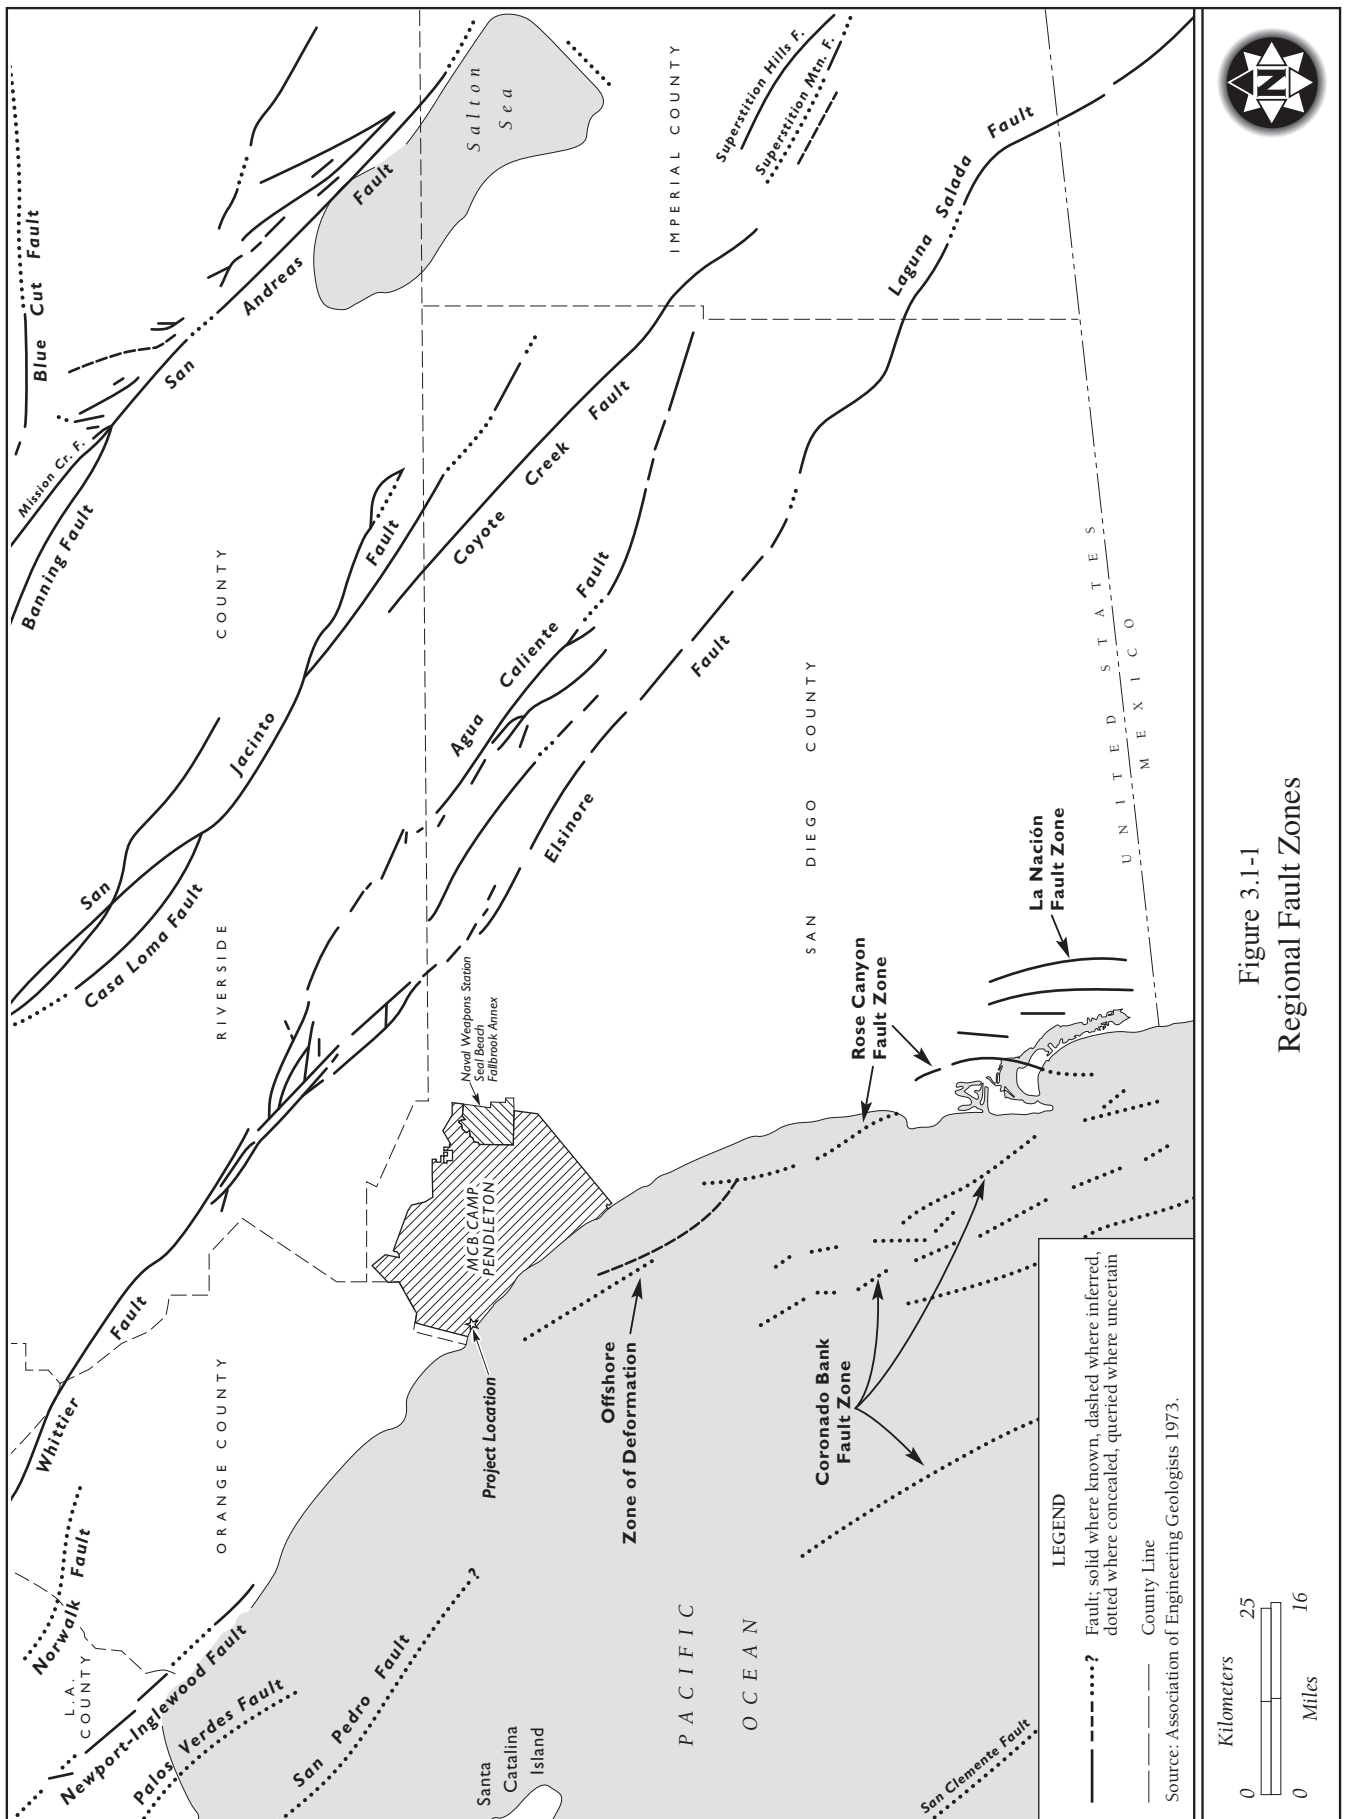 Blue Cut Fault
Mission Cr. F.
Banning Fault
San
Andreas
Fault
Salton
Sea
IMPERIAL COUNTY
Superstition Hills F.
Superstition Mtn. F.
Laguna Salada Fault
San
Jacinto
Fault
Casa Loma Fault
RIVERSIDE COUNTY
Coyote Creek Fault
Agua Caliente Fault
Elsinore
Fault
SAN DIEGO COUNTY
UNITED STATES
MEXICO
La Nación
Fault Zone
Rose Canyon
Fault Zone
Naval Weapons Station
Seal Beach
Fallbrook Annex
MCB CAMP
PENDLETON
Project Location
Whittier
Fault
ORANGE COUNTY
Norwalk Fault
L.A.
COUNTY
Newport-Inglewood Fault
Palos Verdes Fault
San Pedro Fault
?
Offshore
Zone of Deformation
Coronado Bank
Fault Zone
PACIFIC
OCEAN
Santa
Catalina
Island
San Clemente Fault
LEGEND
? Fault; solid where known, dashed where inferred,
dotted where concealed, queried where uncertain
County Line
Source: Association of Engineering Geologists 1973.
Kilometers
0 25
0 16
Miles
N
Figure 3.1-1
Regional Fault Zones